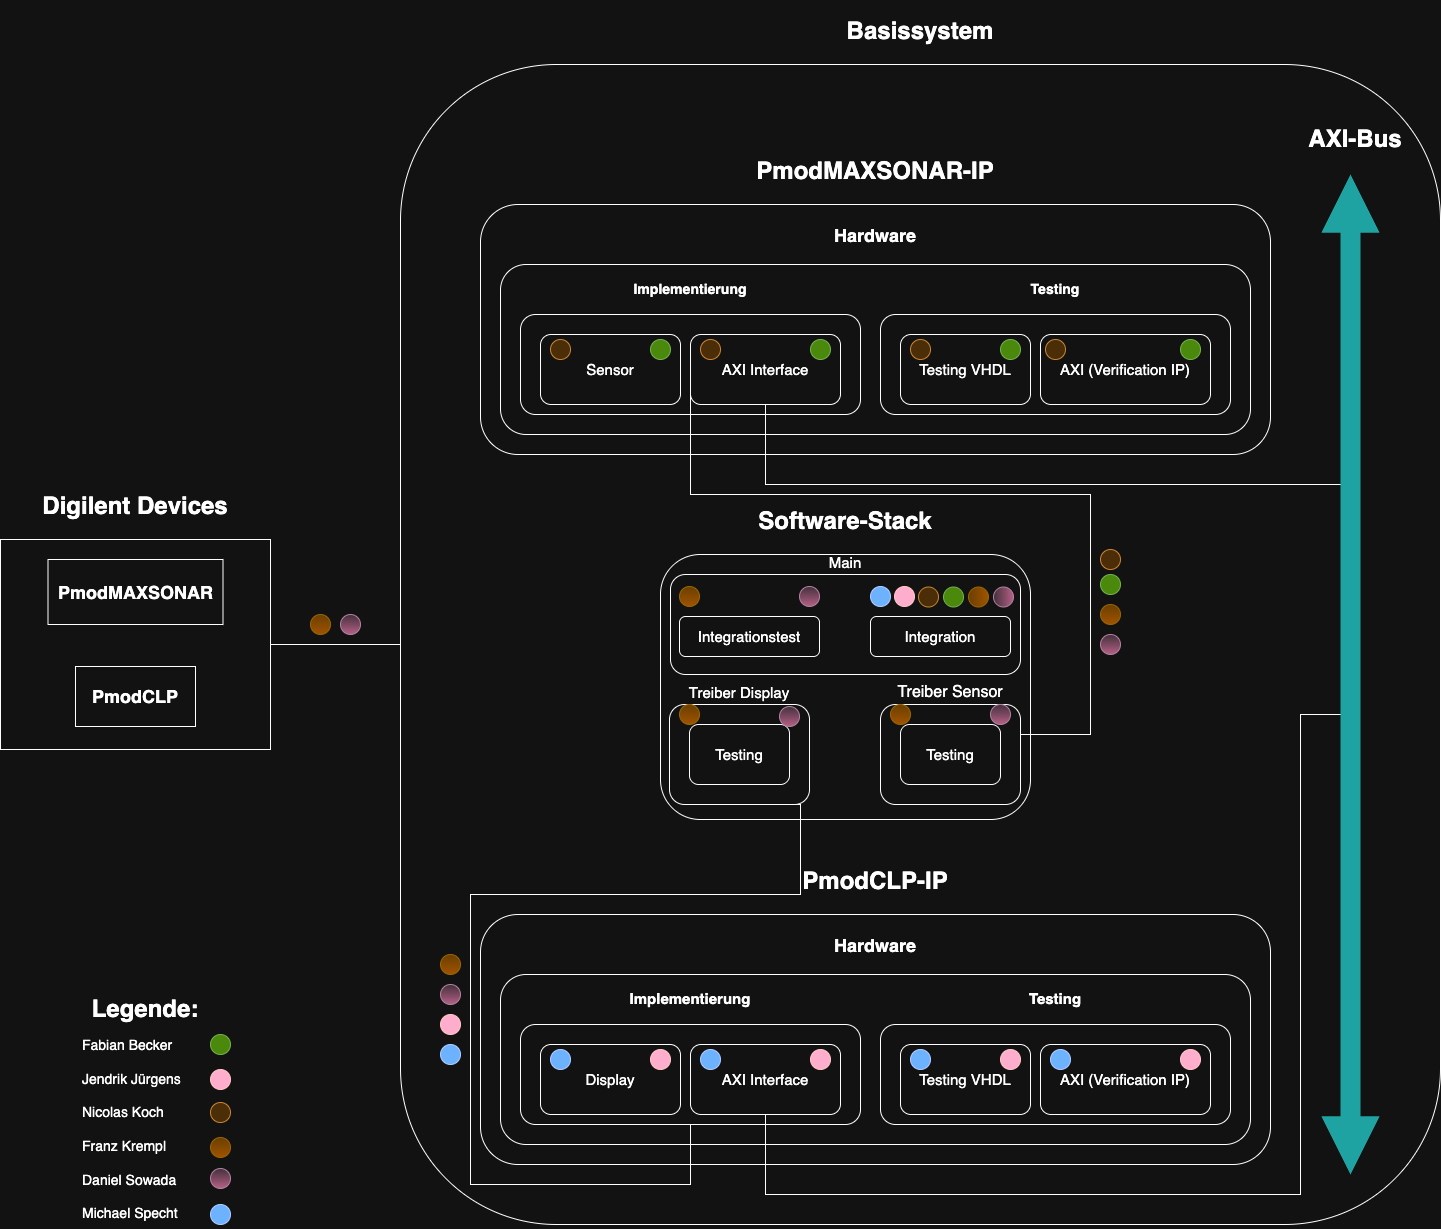 Basissystem
AXI-Bus
PmodMAXSONAR-IP
Hardware
Implementierung
Testing
Sensor
AXI Interface
Testing VHDL
AXI (Verification IP)
Digilent Devices
PmodMAXSONAR
PmodCLP
Software-Stack
Main
Integrationstest
Integration
Treiber Display
Treiber Sensor
Testing
Testing
PmodCLP-IP
Hardware
Implementierung
Testing
Display
AXI Interface
Testing VHDL
AXI (Verification IP)
Legende:
Fabian Becker
Jendrik Jürgens
Nicolas Koch
Franz Krempl
Daniel Sowada
Michael Specht